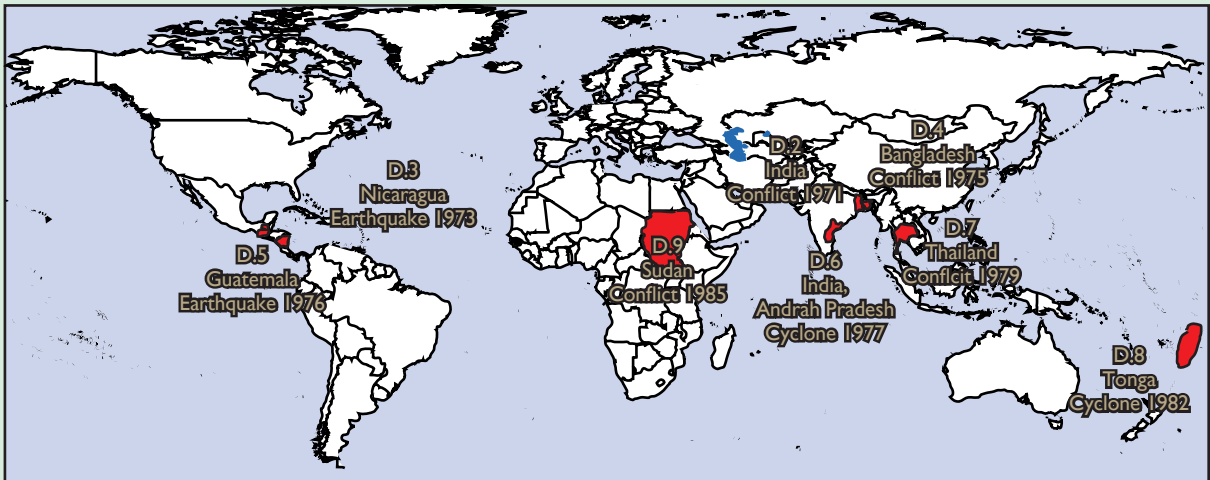 D.3
Nicaragua
Earthquake 1973
D.5
Guatemala
Earthquake 1976
D.9
Sudan
Conflict 1985
D.2
India
Conflict 1971
D.4
Bangladesh
Conflict 1975
D.6
India,
Andrah Pradesh
Cyclone 1977
D.7
Thailand
Conflcit 1979
D.8
Tonga
Cyclone 1982